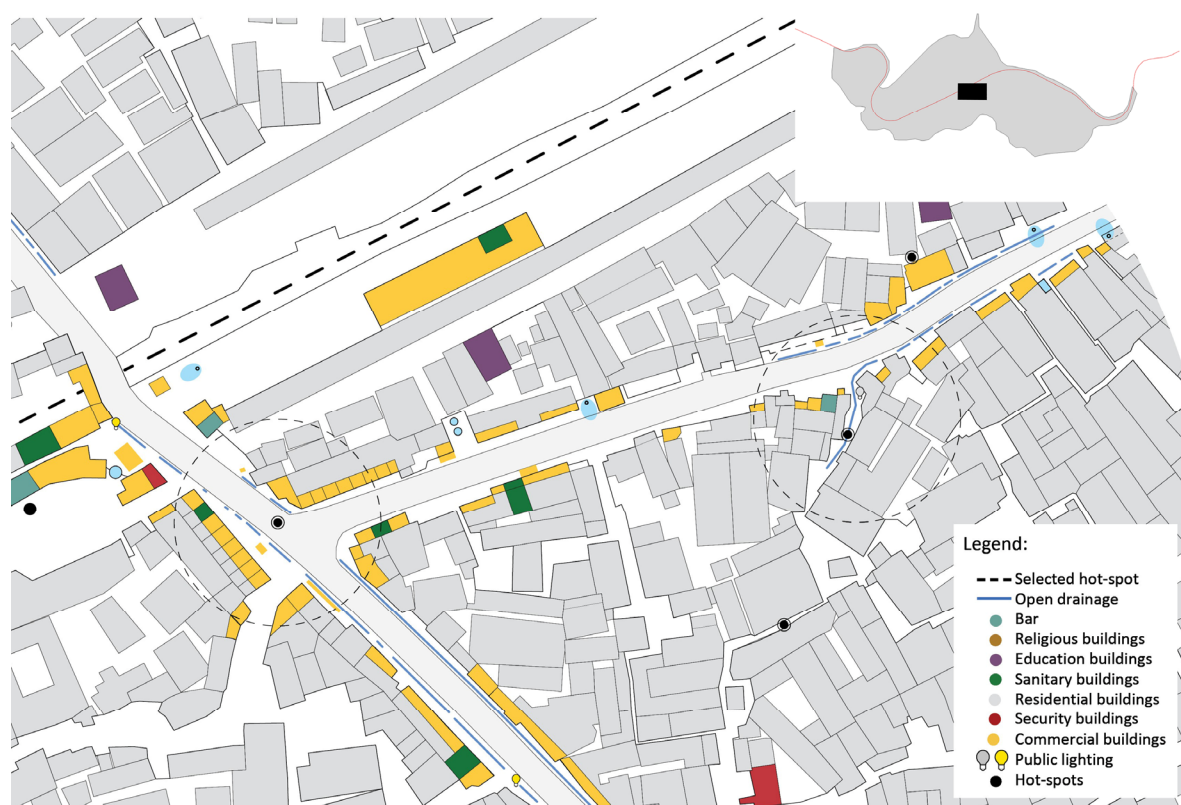 Legend:
Selected hot-spot
Open drainage
Bar
Religious buildings
Education buildings
Sanitary buildings
Residential buildings
Security buildings
Commercial buildings
Public lighting
Hot-spots